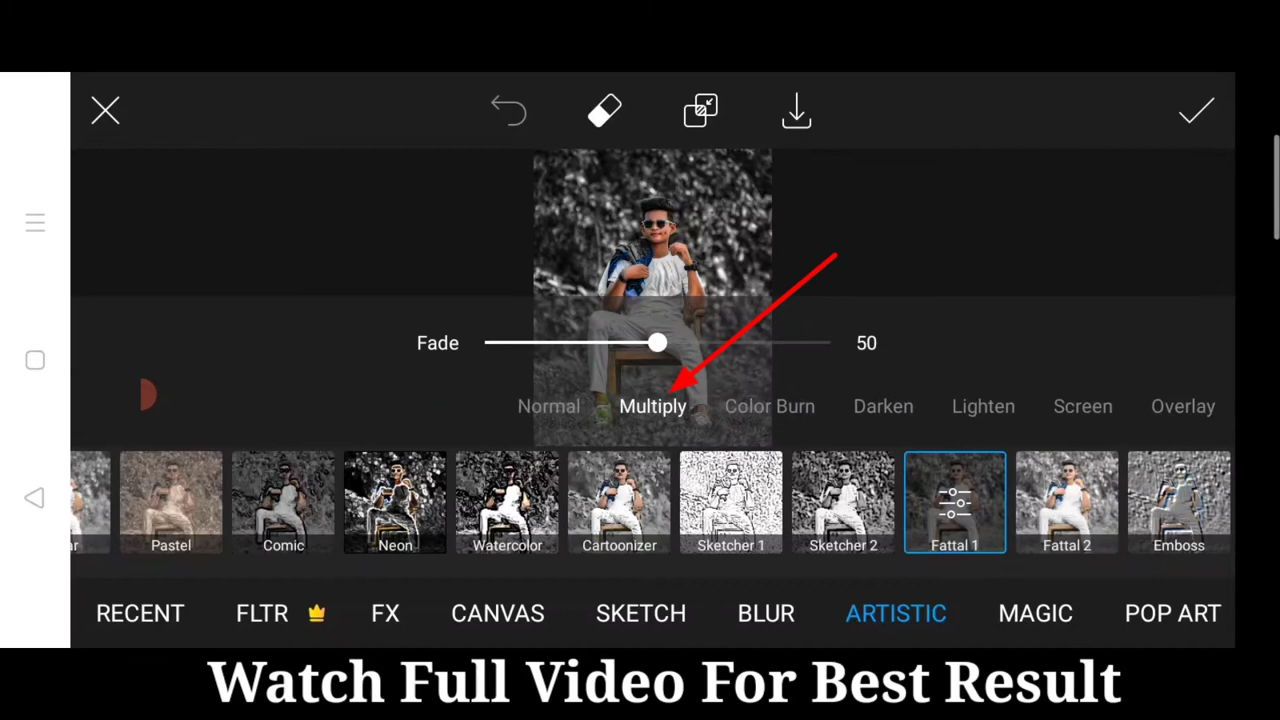 Fade 50
Normal Multiply Color Burn Darken Lighten Screen Overlay
Pastel Comic Neon Watercolor Cartoonizer Sketcher 1 Sketcher 2 Fattal 1 Fattal 2 Emboss
RECENT FLTR FX CANVAS SKETCH BLUR ARTISTIC MAGIC POP ART
Watch Full Video For Best Result